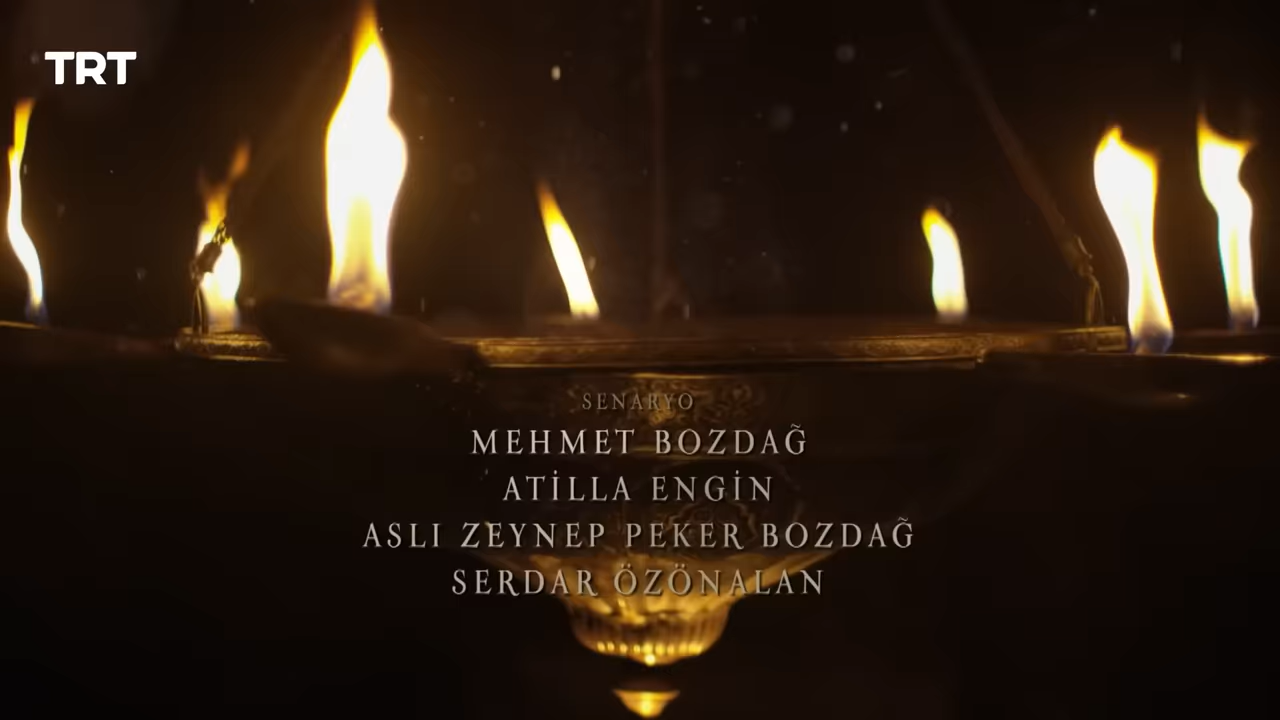 TRT
SENARYO
MEHMET BOZDAĞ
ATİLLA ENGİN
ASLI ZEYNEP PEKER BOZDAĞ
SERDAR ÖZÖNALAN